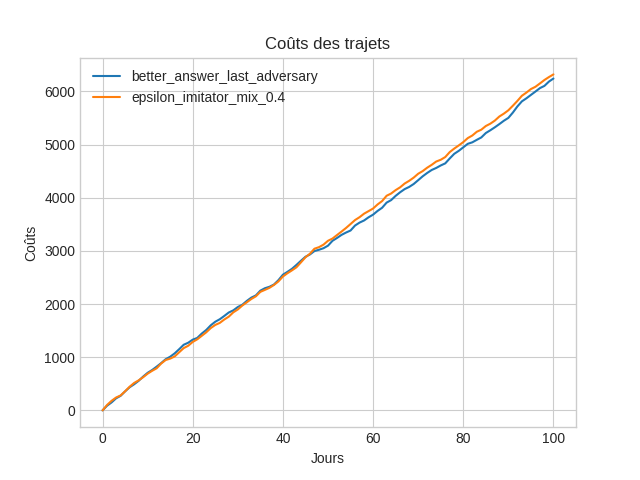 Coûts des trajets
better_answer_last_adversary
epsilon_imitator_mix_0.4
Coûts
6000
5000
4000
3000
2000
1000
0
0 20 40 60 80 100
Jours